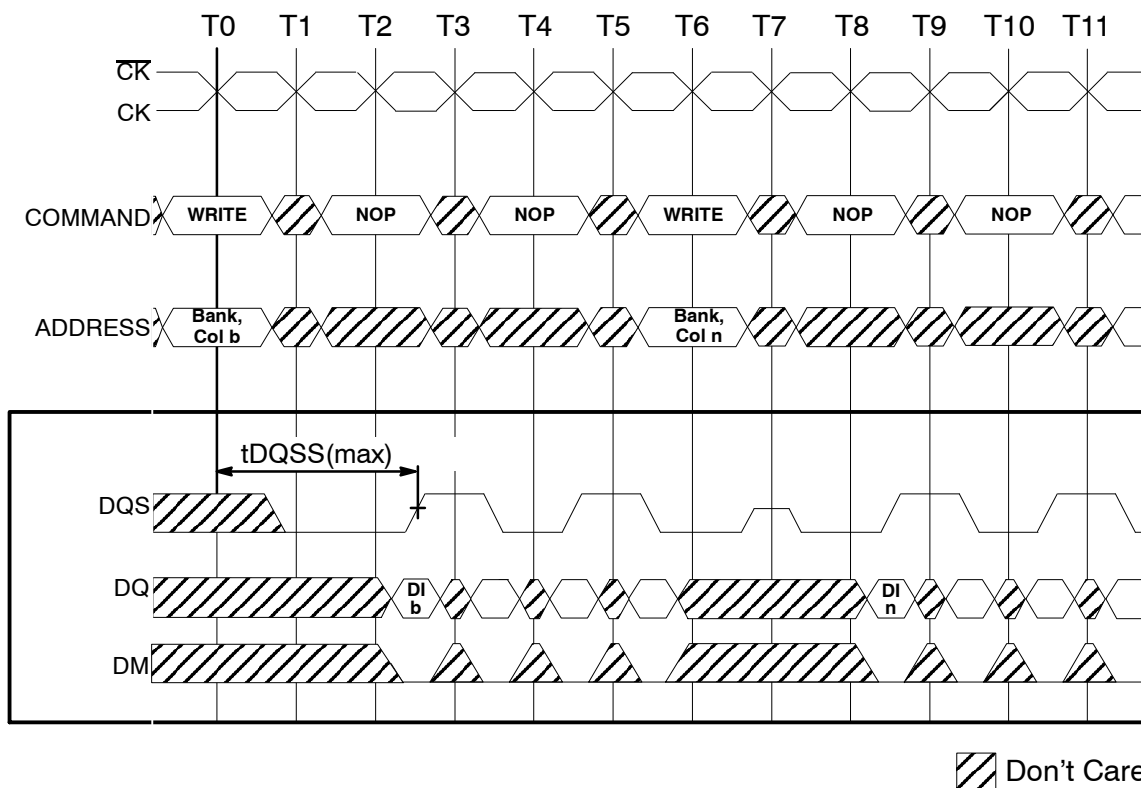 T0 T1 T2 T3 T4 T5 T6 T7 T8 T9 T10 T11
CK
CK
COMMAND WRITE NOP NOP WRITE NOP NOP
ADDRESS Bank, Col b Bank, Col n
tDQSS(max)
DQS
DQ DI b DI n
DM
Don't Care